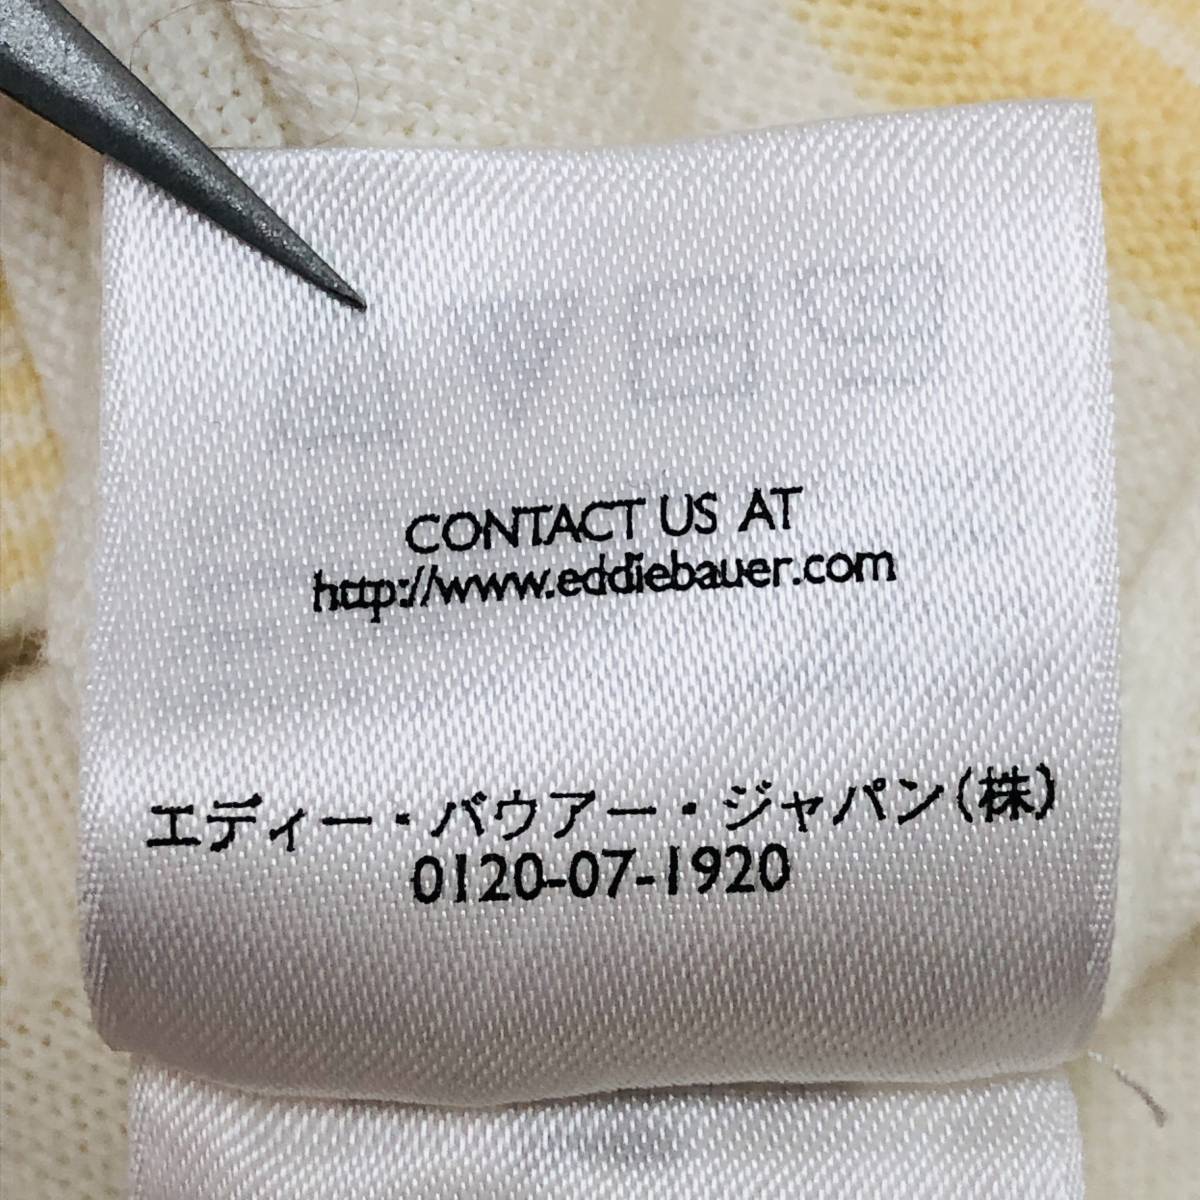 CONTACT US AT
http://www.eddiebauer.com
エディー・バウアー・ジャパン(株)
0120-07-1920